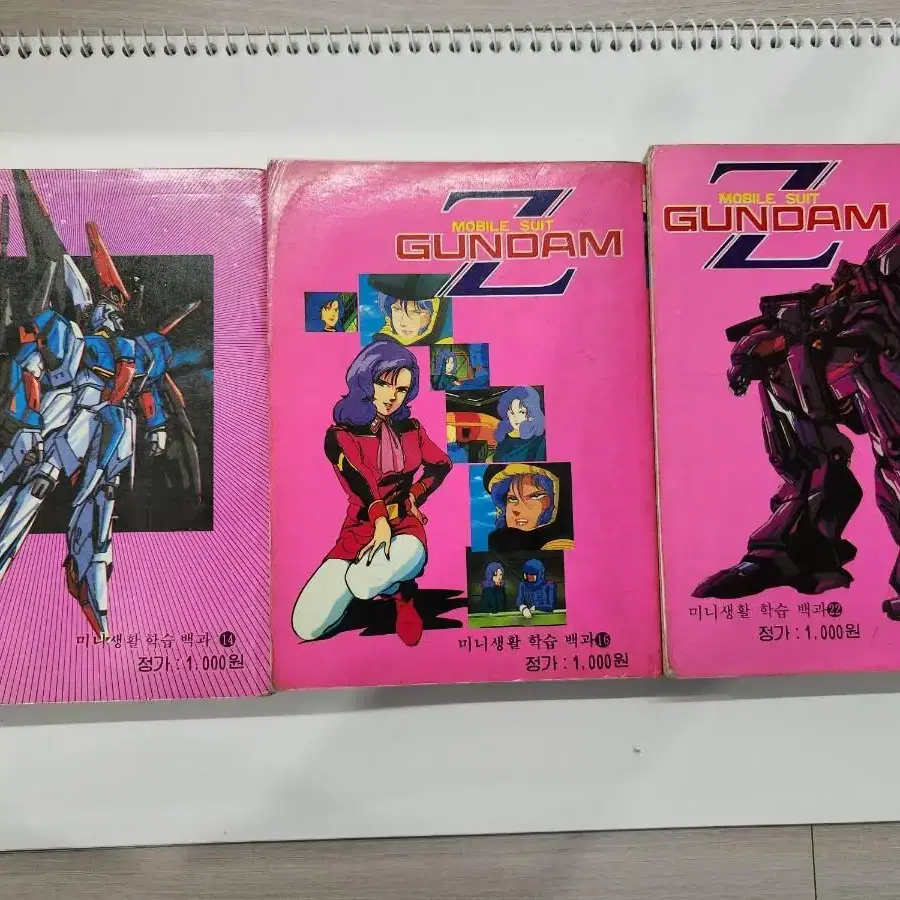 미니생활 학습 백과 14
정가 : 1,000원
MOBILE SUIT
Z
GUNDAM
미니생활 학습 백과 16
정가 : 1,000원
MOBILE SUIT
Z
GUNDAM
미니생활 학습 백과 22
정가 : 1,000원